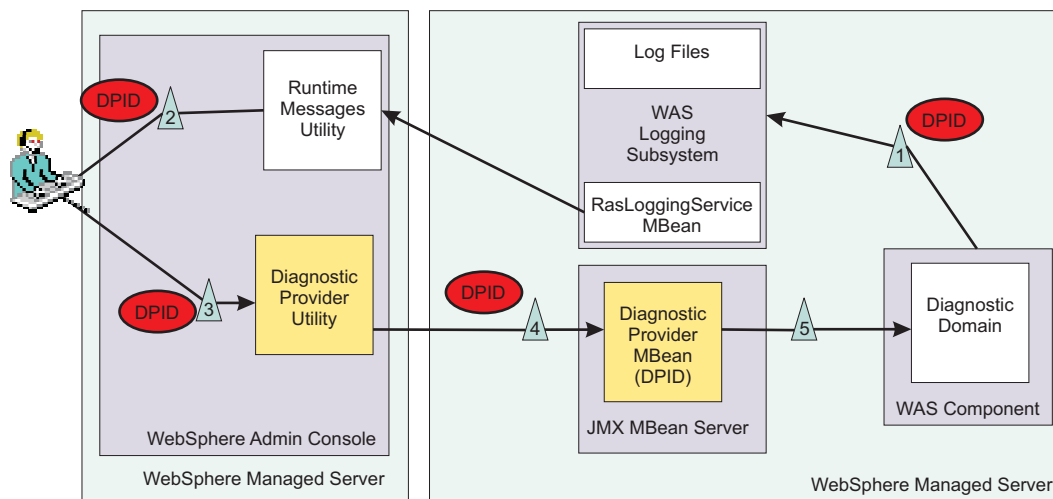 DPID
2
Runtime
Messages
Utility
DPID
3
Diagnostic
Provider
Utility
WebSphere Admin Console
WebSphere Managed Server
Log Files
WAS
Logging
Subsystem
RasLoggingService
MBean
DPID
1
DPID
4
Diagnostic
Provider
MBean
(DPID)
JMX MBean Server
5
Diagnostic
Domain
WAS Component
WebSphere Managed Server